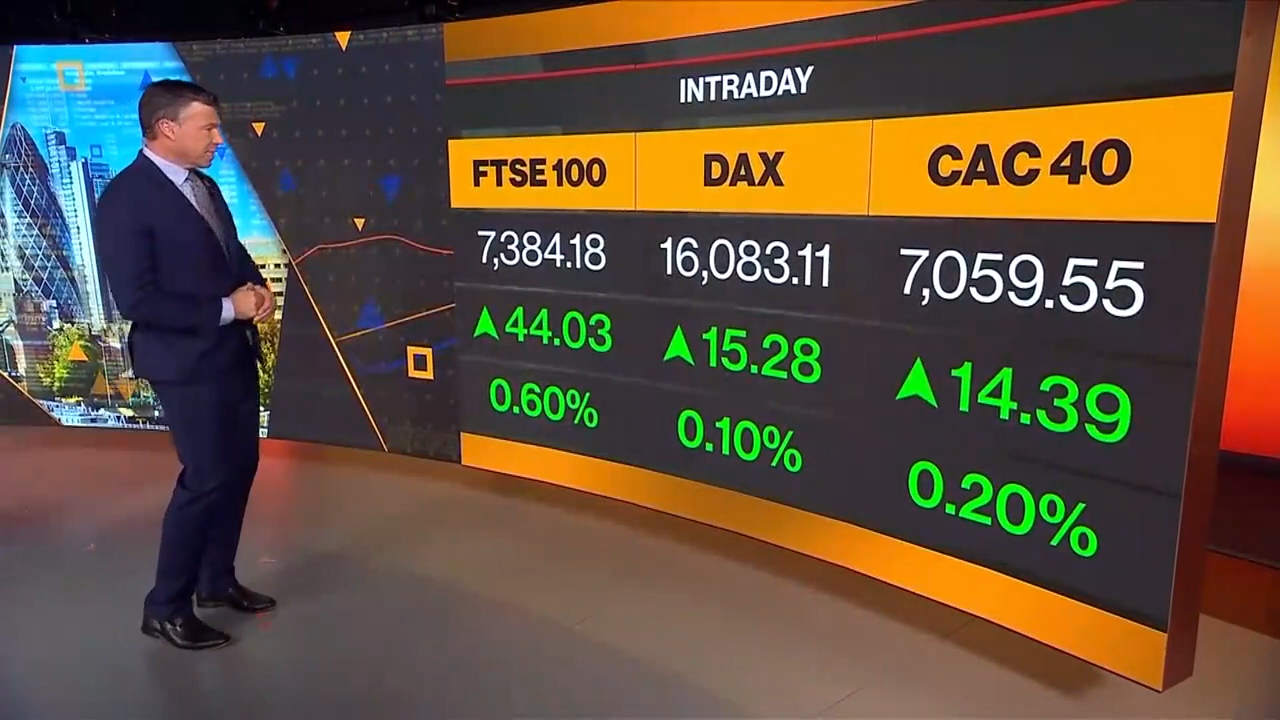 INTRADAY
FTSE 100 DAX CAC 40
7,384.18 16,083.11 7,059.55
▲44.03 ▲15.28 ▲14.39
0.60% 0.10% 0.20%